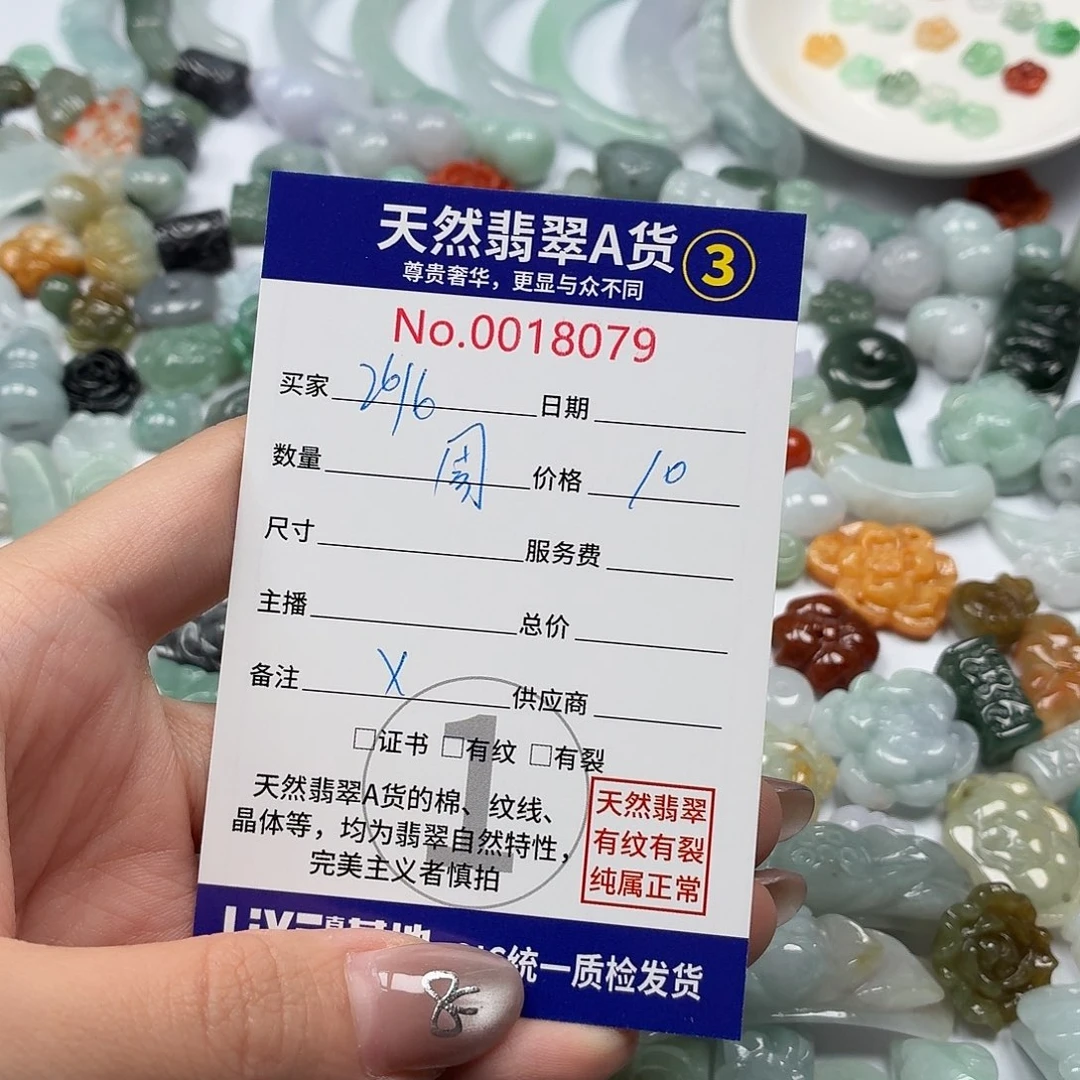 天然翡翠A货 3
尊贵奢华，更显与众不同
No.0018079
买家 2616 日期
数量 周 价格 10
尺寸 服务费
主播 总价
备注 X 供应商
1
□证书 □有纹 □有裂
天然翡翠A货的棉、纹线、
晶体等，均为翡翠自然特性，
完美主义者慎拍
天然翡翠
有纹有裂
纯属正常
统一质检发货